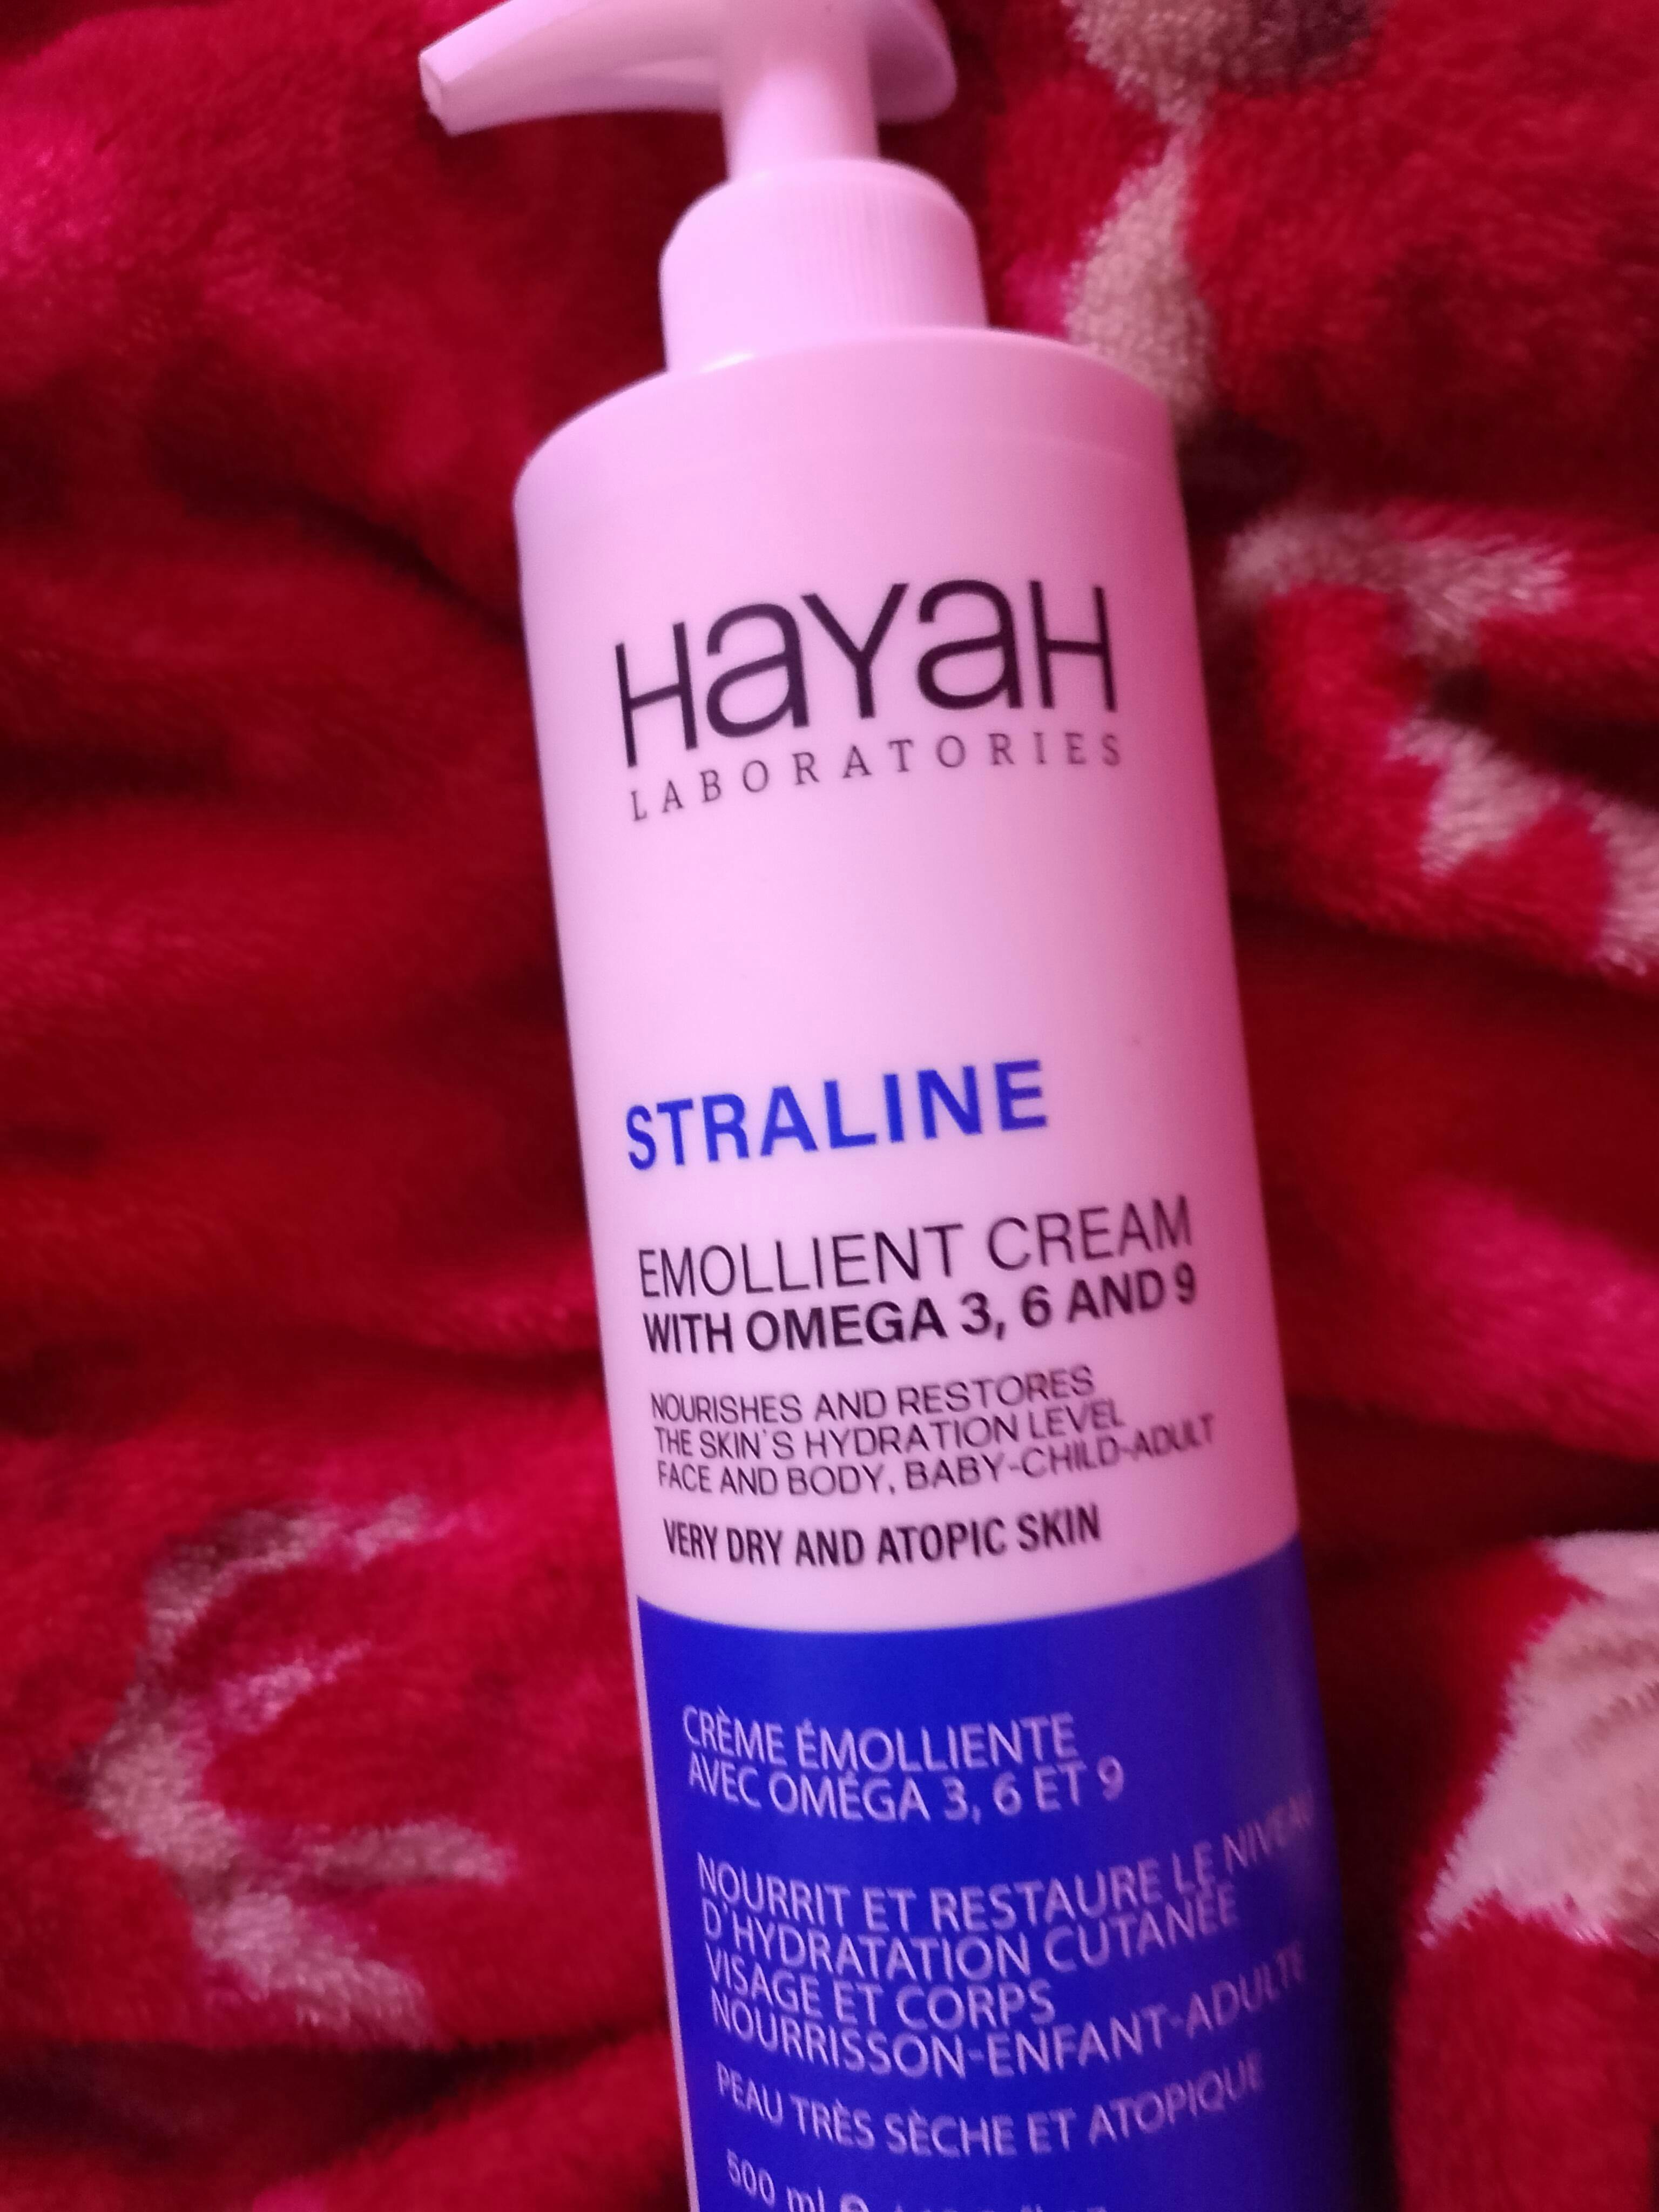 HaYaH
LABORATORIES
STRALINE
EMOLLIENT CREAM
WITH OMEGA 3, 6 AND 9
NOURISHES AND RESTORES
THE SKIN'S HYDRATION LEVEL
FACE AND BODY, BABY-CHILD-ADULT
VERY DRY AND ATOPIC SKIN
CRÈME ÉMOLLIENTE
AVEC OMÉGA 3, 6 ET 9
NOURRIT ET RESTAURE LE NIVEAU
D'HYDRATATION CUTANÉE
VISAGE ET CORPS
NOURRISSON-ENFANT-ADULTE
PEAU TRÈS SÈCHE ET ATOPIQUE
500 ml